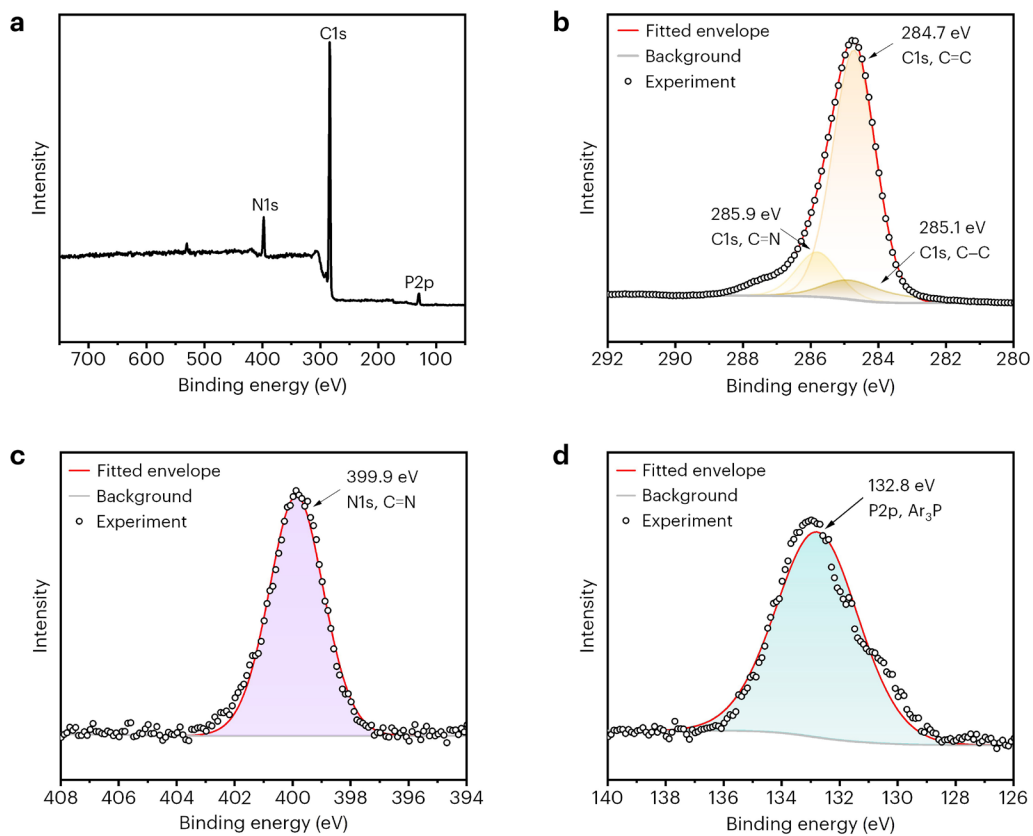 a
C1s
N1s
P2p
Intensity
700 600 500 400 300 200 100
Binding energy (eV)
b
Fitted envelope
Background
Experiment
284.7 eV
C1s, C=C
285.9 eV
C1s, C=N
285.1 eV
C1s, C–C
Intensity
292 290 288 286 284 282 280
Binding energy (eV)
c
Fitted envelope
Background
Experiment
399.9 eV
N1s, C=N
Intensity
408 406 404 402 400 398 396 394
Binding energy (eV)
d
Fitted envelope
Background
Experiment
132.8 eV
P2p, Ar₃P
Intensity
140 138 136 134 132 130 128 126
Binding energy (eV)